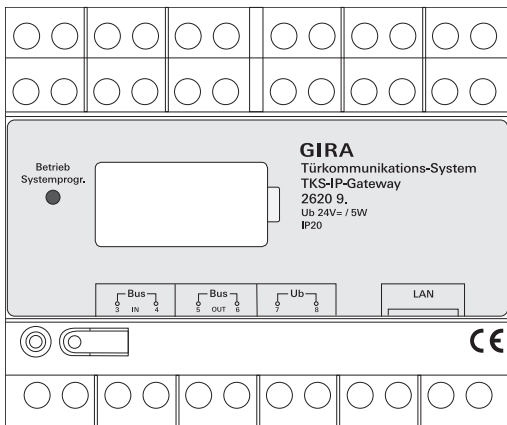 GIRA
Türkommunikations-System
TKS-IP-Gateway
2620 9.
Ub 24V= / 5W
IP20
Betrieb
Systemprogr.
Bus
3 IN 4
Bus
5 OUT 6
Ub
7 8
LAN
CE